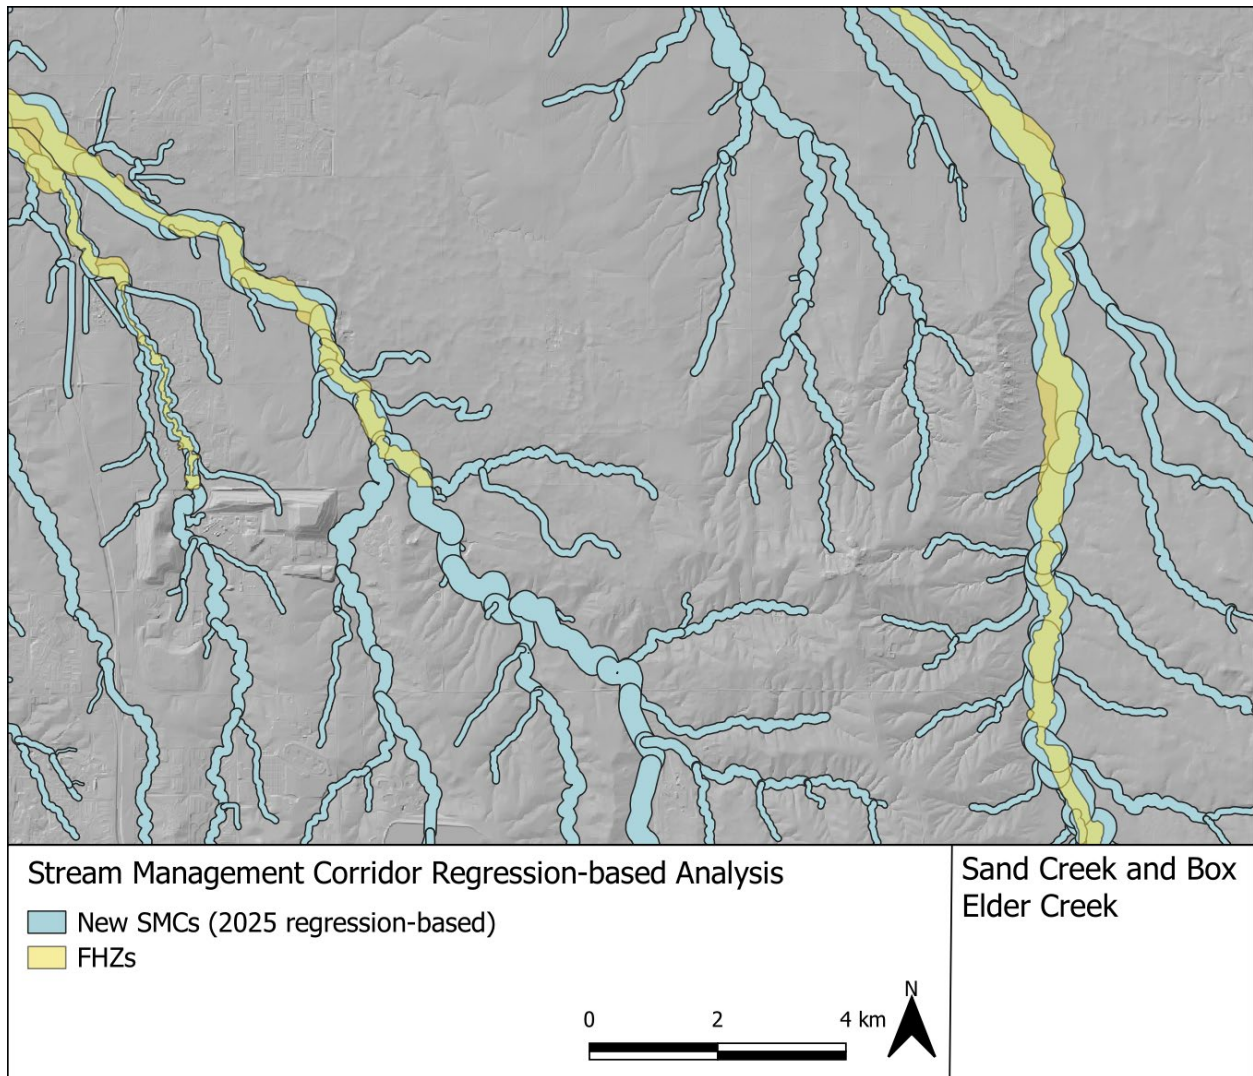 Stream Management Corridor Regression-based Analysis
New SMCs (2025 regression-based)
FHZs
0 2 4 km
N
Sand Creek and Box
Elder Creek